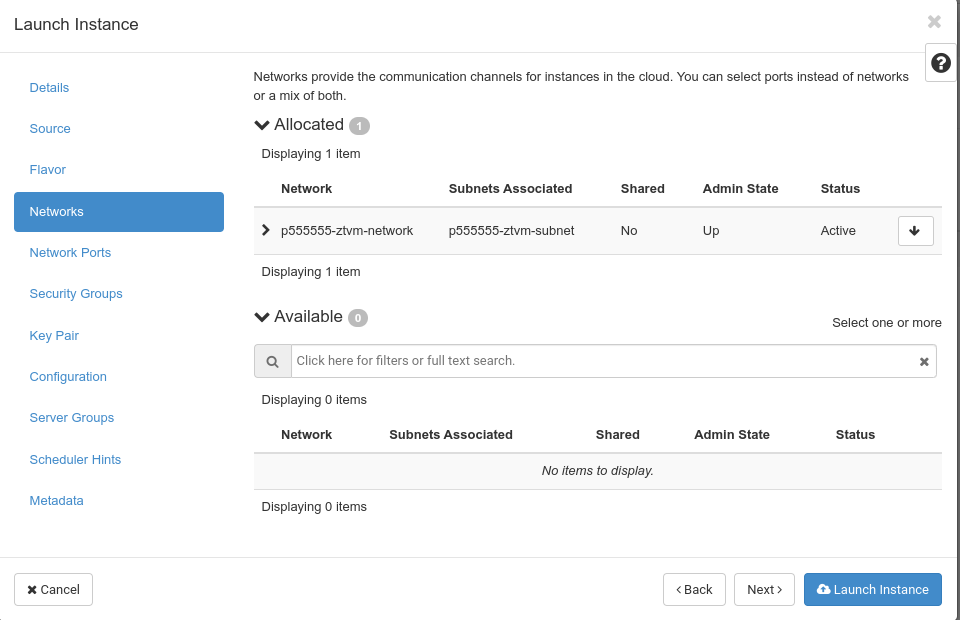 Launch Instance
Details
Source
Flavor
Networks
Network Ports
Security Groups
Key Pair
Configuration
Server Groups
Scheduler Hints
Metadata
Networks provide the communication channels for instances in the cloud. You can select ports instead of networks
or a mix of both.
Allocated 1
Displaying 1 item
Network Subnets Associated Shared Admin State Status
p555555-ztvm-network p555555-ztvm-subnet No Up Active
Displaying 1 item
Available 0
Select one or more
Click here for filters or full text search.
Displaying 0 items
Network Subnets Associated Shared Admin State Status
No items to display.
Displaying 0 items
Cancel
Back
Next
Launch Instance